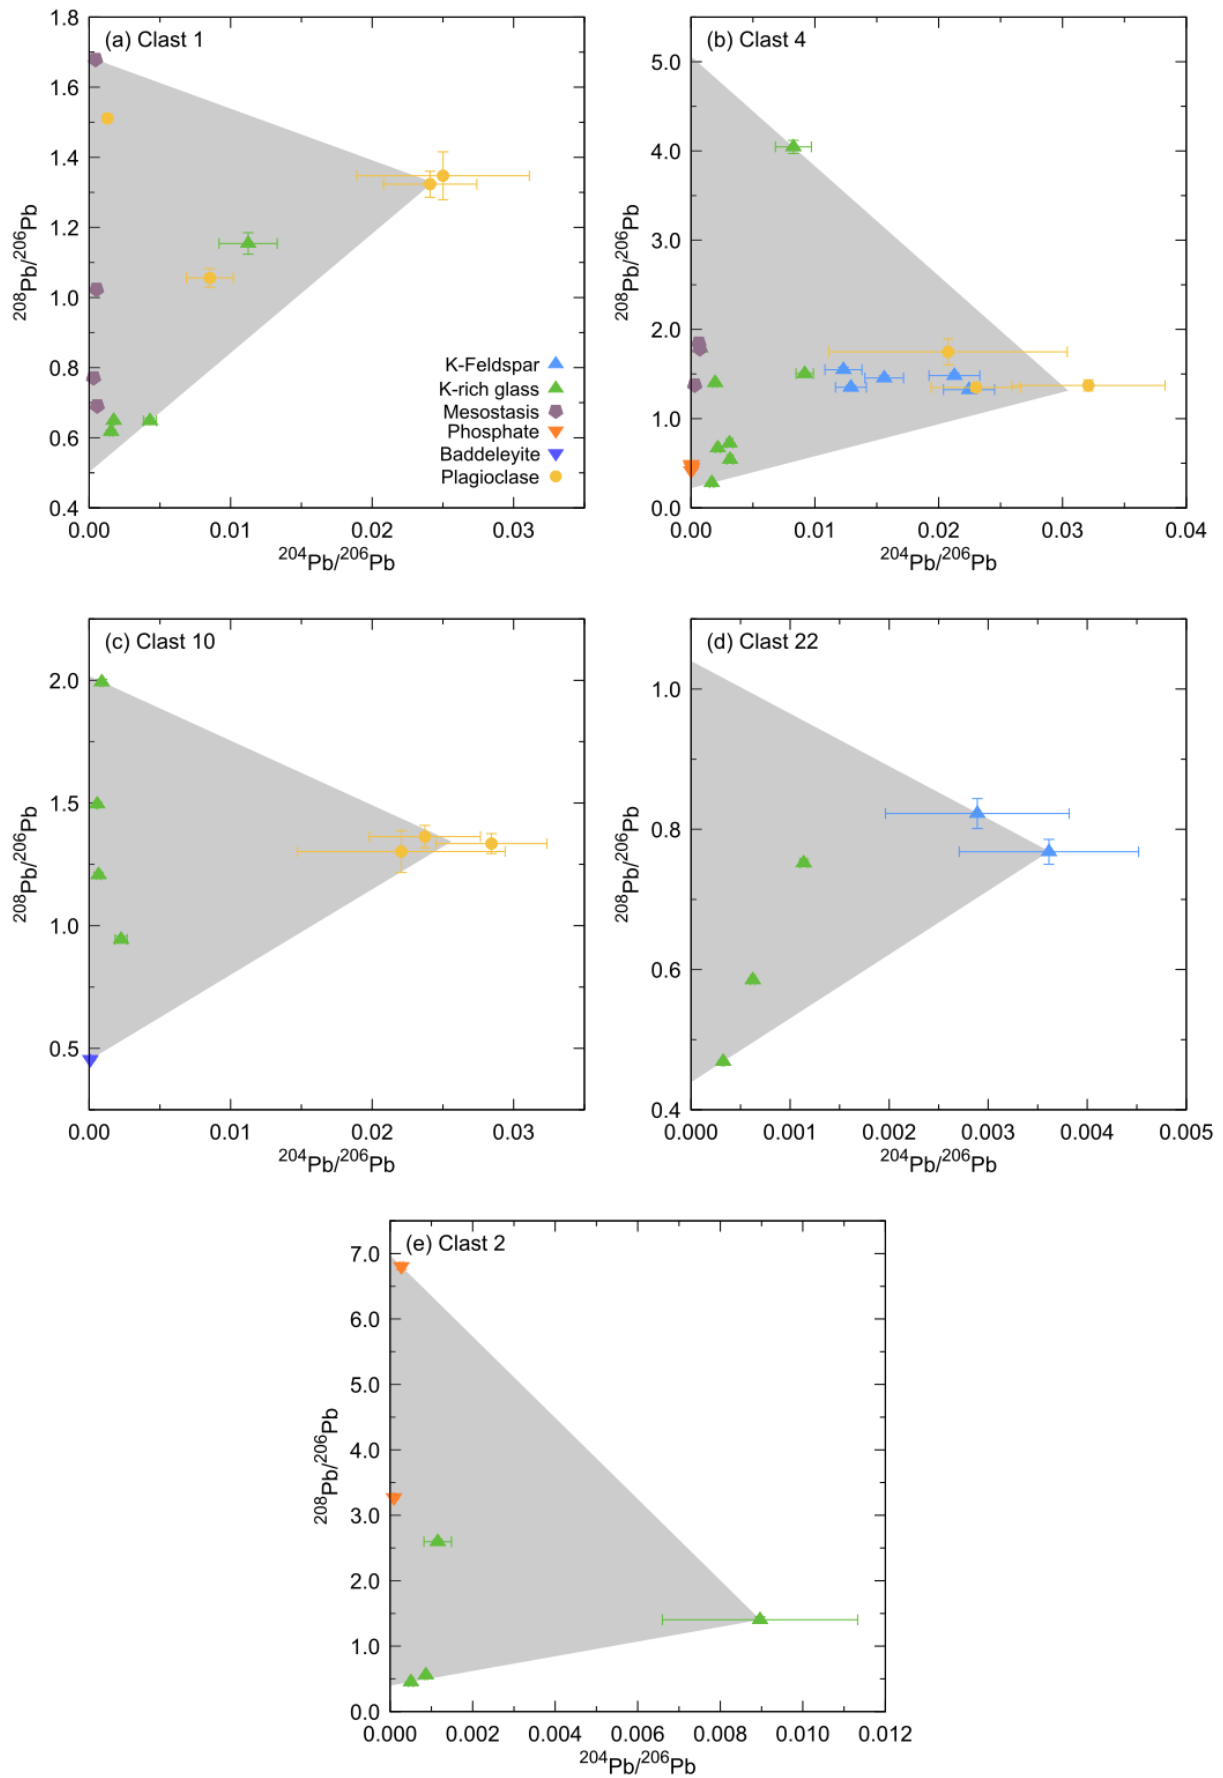 (a) Clast 1
1.8
1.6
1.4
1.2
1.0
0.8
0.6
0.4
²⁰⁸Pb/²⁰⁶Pb
K-Feldspar
K-rich glass
Mesostasis
Phosphate
Baddeleyite
Plagioclase
0.00 0.01 0.02 0.03
²⁰⁴Pb/²⁰⁶Pb
(b) Clast 4
5.0
4.0
3.0
2.0
1.0
0.0
²⁰⁸Pb/²⁰⁶Pb
0.00 0.01 0.02 0.03 0.04
²⁰⁴Pb/²⁰⁶Pb
(c) Clast 10
2.0
1.5
1.0
0.5
²⁰⁸Pb/²⁰⁶Pb
0.00 0.01 0.02 0.03
²⁰⁴Pb/²⁰⁶Pb
(d) Clast 22
1.0
0.8
0.6
0.4
²⁰⁸Pb/²⁰⁶Pb
0.000 0.001 0.002 0.003 0.004 0.005
²⁰⁴Pb/²⁰⁶Pb
(e) Clast 2
7.0
6.0
5.0
4.0
3.0
2.0
1.0
0.0
²⁰⁸Pb/²⁰⁶Pb
0.000 0.002 0.004 0.006 0.008 0.010 0.012
²⁰⁴Pb/²⁰⁶Pb